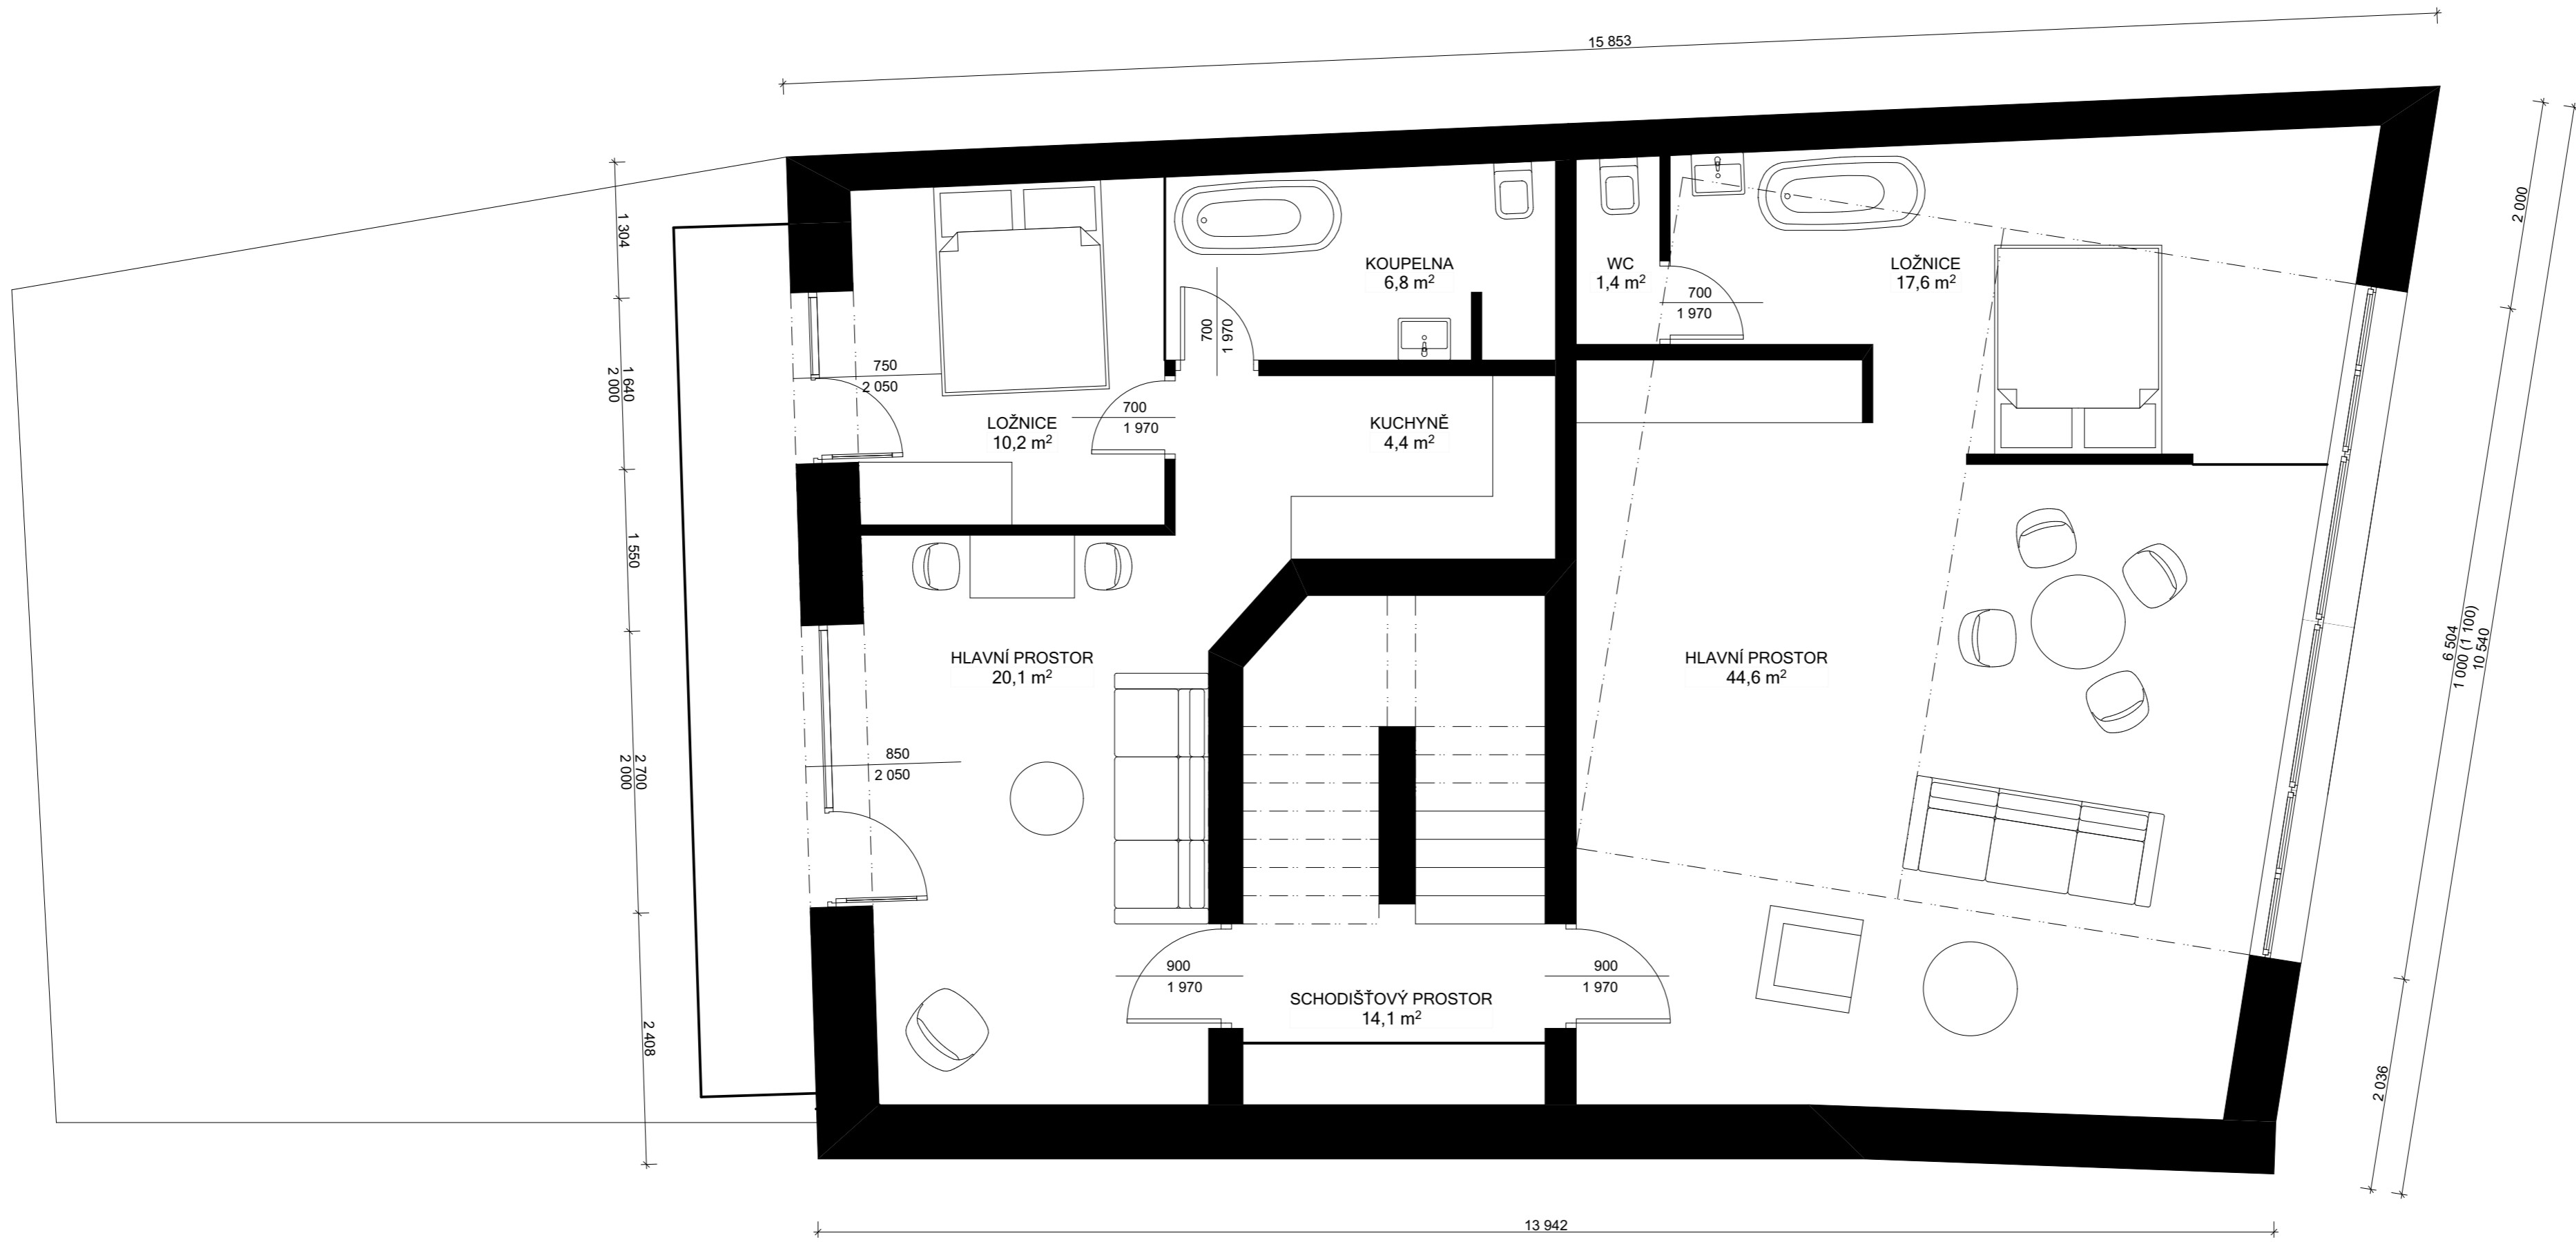 15 853
2 000
1 304
KOUPELNA
6,8 m²
WC
1,4 m²
LOŽNICE
17,6 m²
700
1 970
700
1 970
750
2 050
1 640
2 000
700
1 970
LOŽNICE
10,2 m²
KUCHYNĚ
4,4 m²
1 550
HLAVNÍ PROSTOR
20,1 m²
HLAVNÍ PROSTOR
44,6 m²
6 504
1 000 (1 100)
10 540
850
2 050
2 700
2 000
900
1 970
900
1 970
SCHODIŠŤOVÝ PROSTOR
14,1 m²
2 408
2 036
13 942